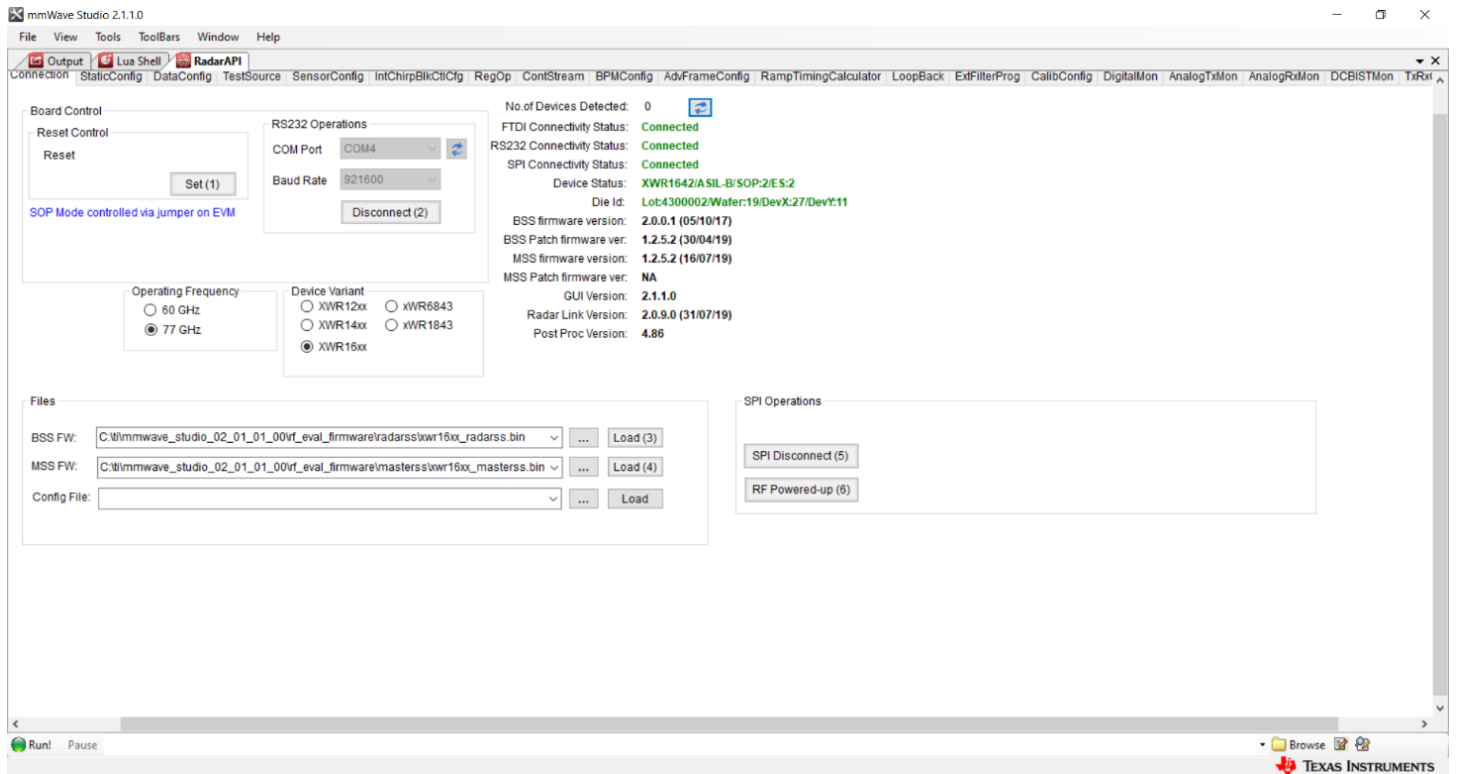 mmWave Studio 2.1.1.0
File View Tools ToolBars Window Help
Output Lua Shell RadarAPI
Connection StaticConfig DataConfig TestSource SensorConfig IntChirpBlkCtlCfg RegOp ContStream BPMConfig AdvFrameConfig RampTimingCalculator LoopBack ExtFilterProg CalibConfig DigitalMon AnalogTxMon AnalogRxMon DCBISTMon
Board Control
Reset Control
Reset
Set (1)
SOP Mode controlled via jumper on EVM
RS232 Operations
COM Port COM4
Baud Rate 921600
Disconnect (2)
No.of Devices Detected: 0
FTDI Connectivity Status: Connected
RS232 Connectivity Status: Connected
SPI Connectivity Status: Connected
Device Status: XWR1642/ASIL-B/SOP:2/ES:2
Die Id: Lot:4300002/Wafer:19/DevX:27/DevY:11
BSS firmware version: 2.0.0.1 (05/10/17)
BSS Patch firmware ver: 1.2.5.2 (30/04/19)
MSS firmware version: 1.2.5.2 (16/07/19)
MSS Patch firmware ver: NA
GUI Version: 2.1.1.0
Radar Link Version: 2.0.9.0 (31/07/19)
Post Proc Version: 4.86
Operating Frequency
60 GHz
77 GHz
Device Variant
XWR12xx xWR6843
XWR14xx xWR1843
XWR16xx
Files
BSS FW: C:\ti\mmwave_studio_02_01_01_00\rf_eval_firmware\radarss\xwr16xx_radarss.bin ... Load (3)
MSS FW: C:\ti\mmwave_studio_02_01_01_00\rf_eval_firmware\masterss\xwr16xx_masterss.bin ... Load (4)
Config File: ... Load
SPI Operations
SPI Disconnect (5)
RF Powered-up (6)
Run! Pause Browse
TEXAS INSTRUMENTS